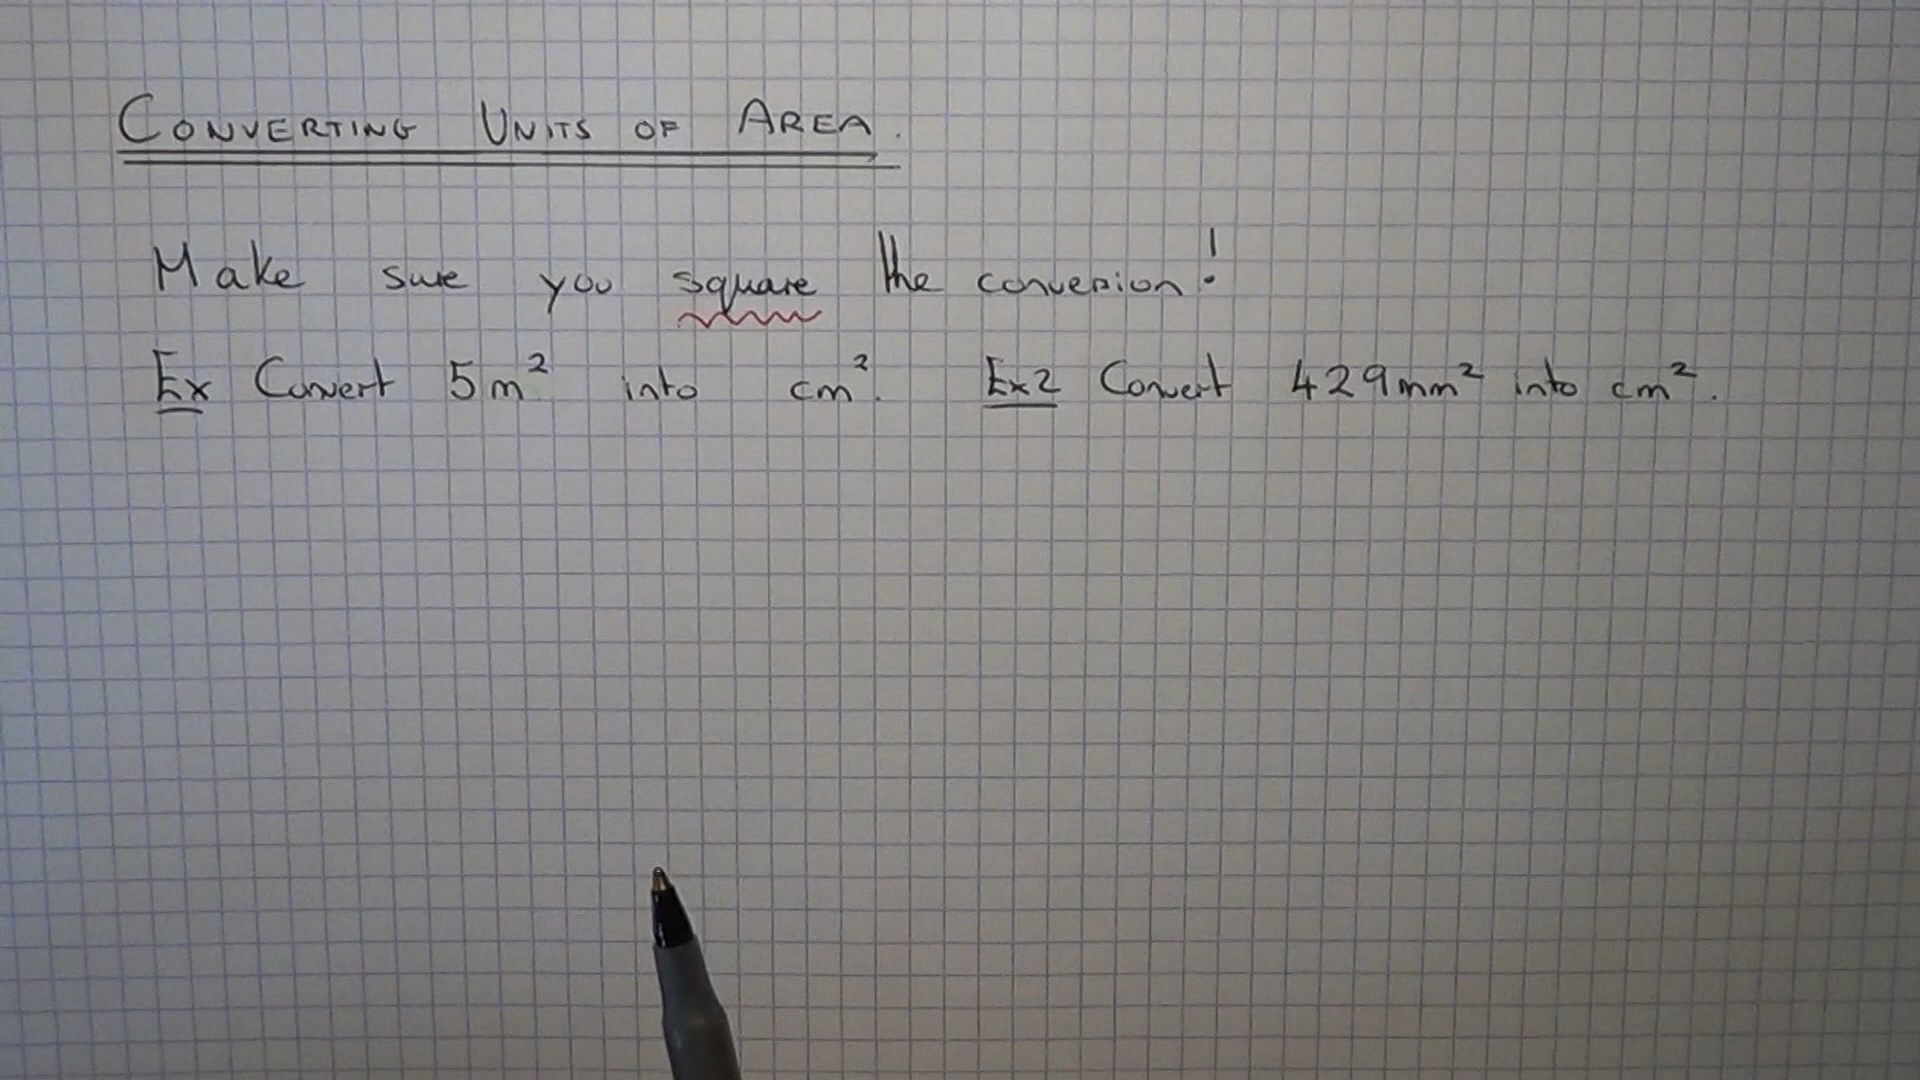 CONVERTING UNITS OF AREA.
Make sure you square the conversion!
Ex Convert 5m² into cm². Ex2 Convert 429mm² into cm².